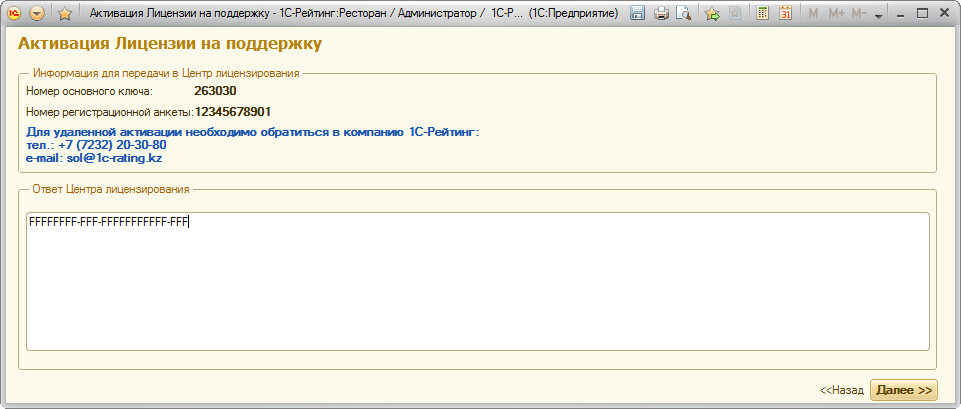 Активация Лицензии на поддержку - 1С-Рейтинг:Ресторан / Администратор / 1С-Р... (1С:Предприятие)
M M+ M-
Активация Лицензии на поддержку
Информация для передачи в Центр лицензирования
Номер основного ключа: 263030
Номер регистрационной анкеты: 12345678901
Для удаленной активации необходимо обратиться в компанию 1С-Рейтинг:
тел.: +7 (7232) 20-30-80
e-mail: sol@1c-rating.kz
Ответ Центра лицензирования
FFFFFFFF-FFF-FFFFFFFFFFF-FFF
<<Назад Далее >>